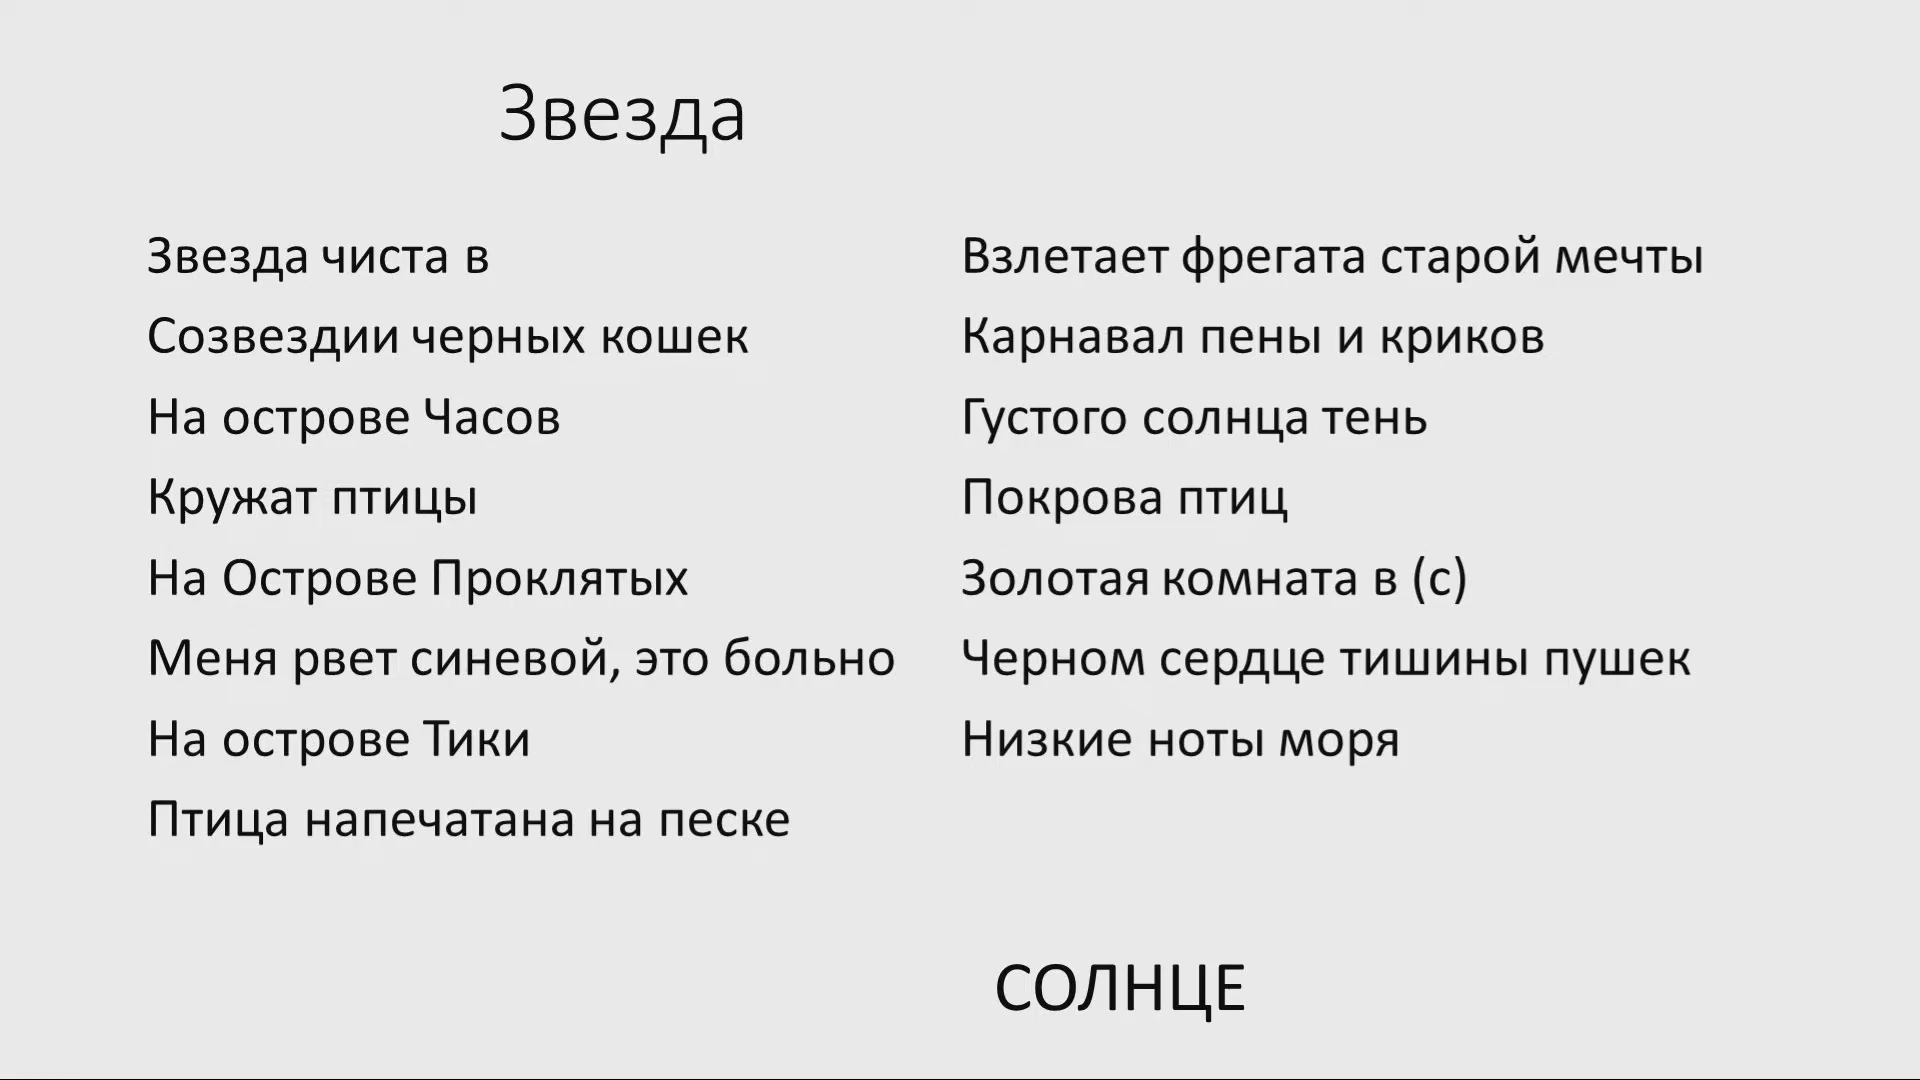 Звезда
Звезда чиста в
Созвездии черных кошек
На острове Часов
Кружат птицы
На Острове Проклятых
Меня рвет синевой, это больно
На острове Тики
Птица напечатана на песке
Взлетает фрегата старой мечты
Карнавал пены и криков
Густого солнца тень
Покрова птиц
Золотая комната в (с)
Черном сердце тишины пушек
Низкие ноты моря
СОЛНЦЕ